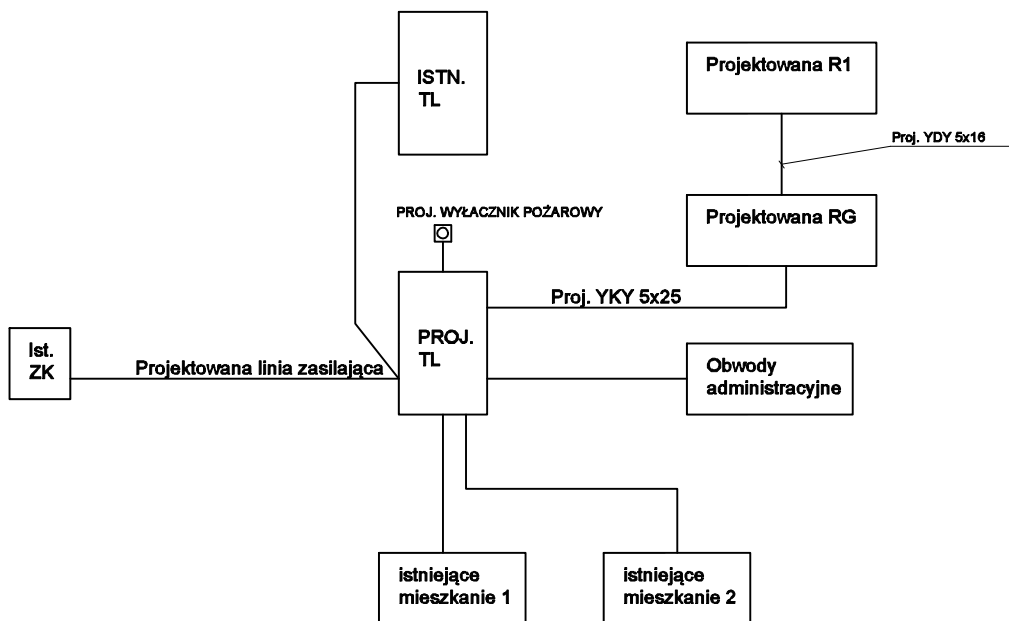 ISTN.
TL
Projektowana R1
Proj. YDY 5x16
PROJ. WYŁACZNIK POŻAROWY
Projektowana RG
Proj. YKY 5x25
PROJ.
TL
Ist.
ZK
Projektowana linia zasilająca
Obwody
administracyjne
istniejące
mieszkanie 1
istniejące
mieszkanie 2